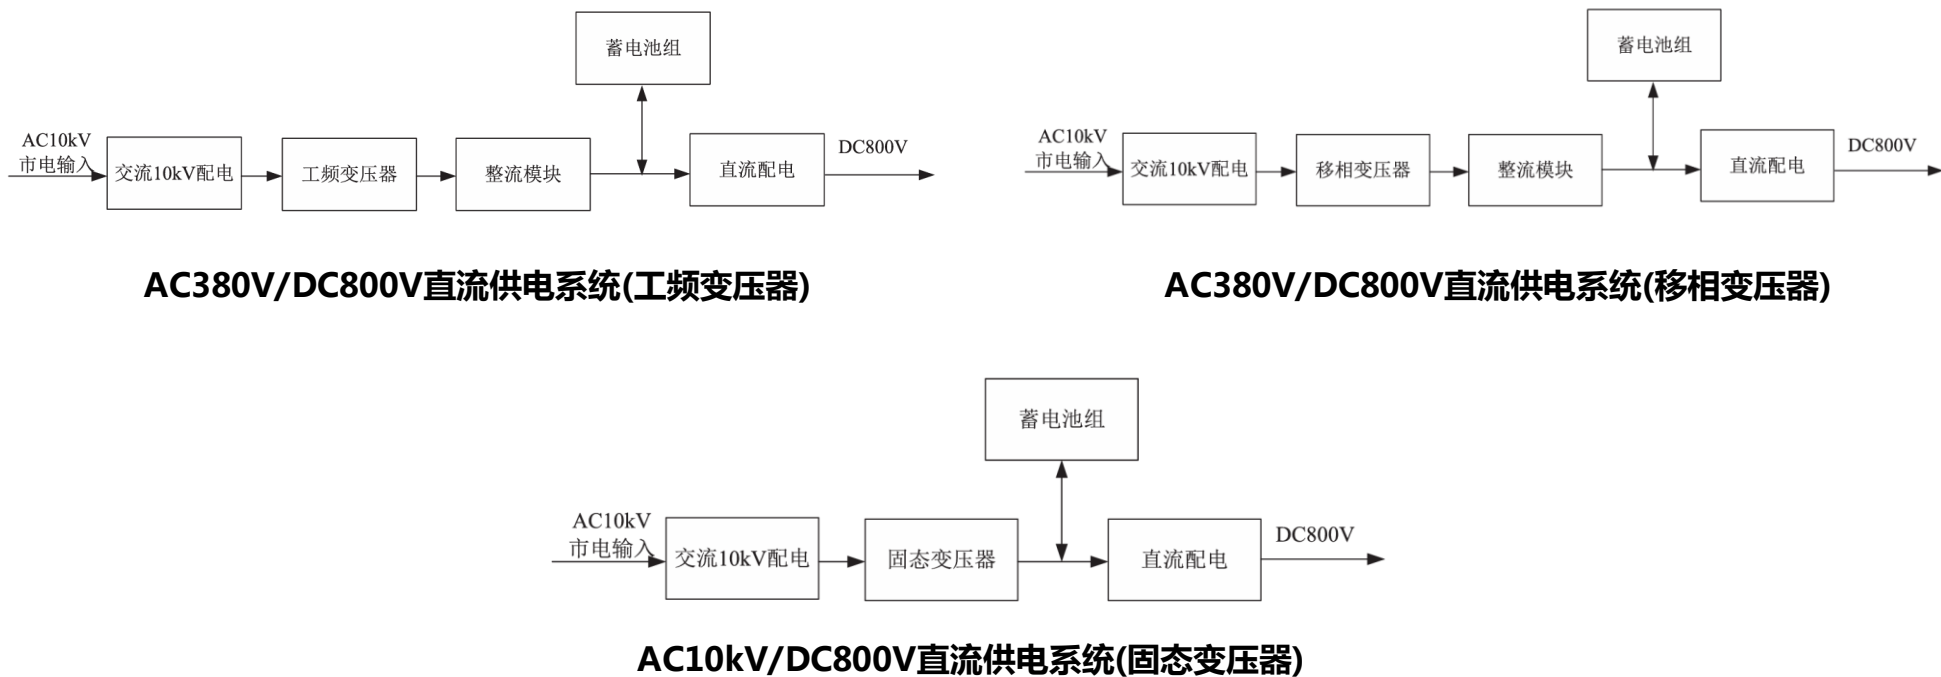 蓄电池组
AC10kV
市电输入
交流10kV配电
工频变压器
整流模块
直流配电
DC800V
AC380V/DC800V直流供电系统(工频变压器)
蓄电池组
AC10kV
市电输入
交流10kV配电
移相变压器
整流模块
直流配电
DC800V
AC380V/DC800V直流供电系统(移相变压器)
蓄电池组
AC10kV
市电输入
交流10kV配电
固态变压器
直流配电
DC800V
AC10kV/DC800V直流供电系统(固态变压器)